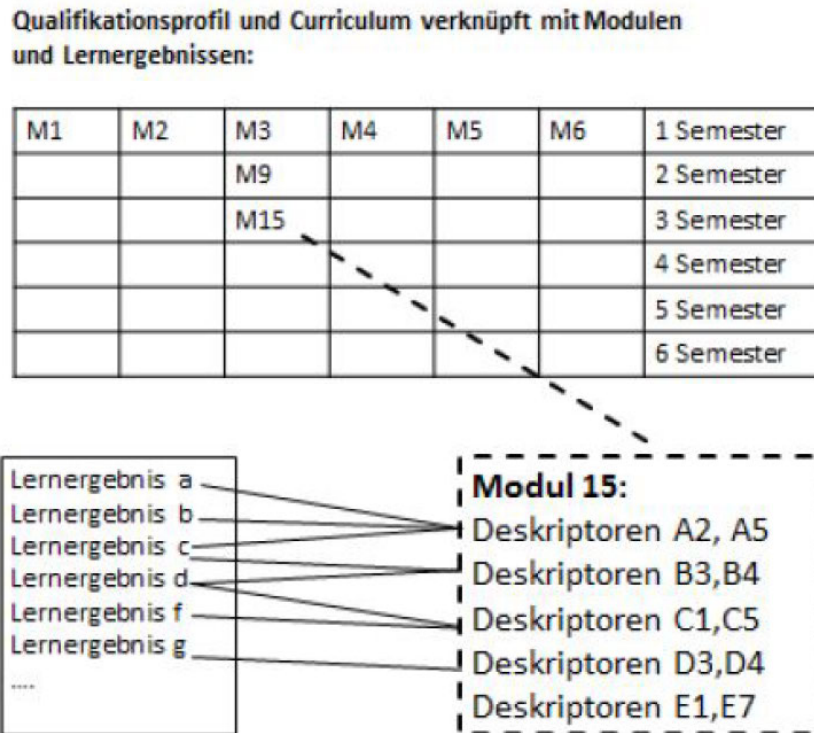 Qualifikationsprofil und Curriculum verknüpft mit Modulen
und Lernergebnissen:
M1 M2 M3 M4 M5 M6 1 Semester
M9 2 Semester
M15 3 Semester
4 Semester
5 Semester
6 Semester
Lernergebnis a
Lernergebnis b
Lernergebnis c
Lernergebnis d
Lernergebnis f
Lernergebnis g
....
Modul 15:
Deskriptoren A2, A5
Deskriptoren B3,B4
Deskriptoren C1,C5
Deskriptoren D3,D4
Deskriptoren E1,E7